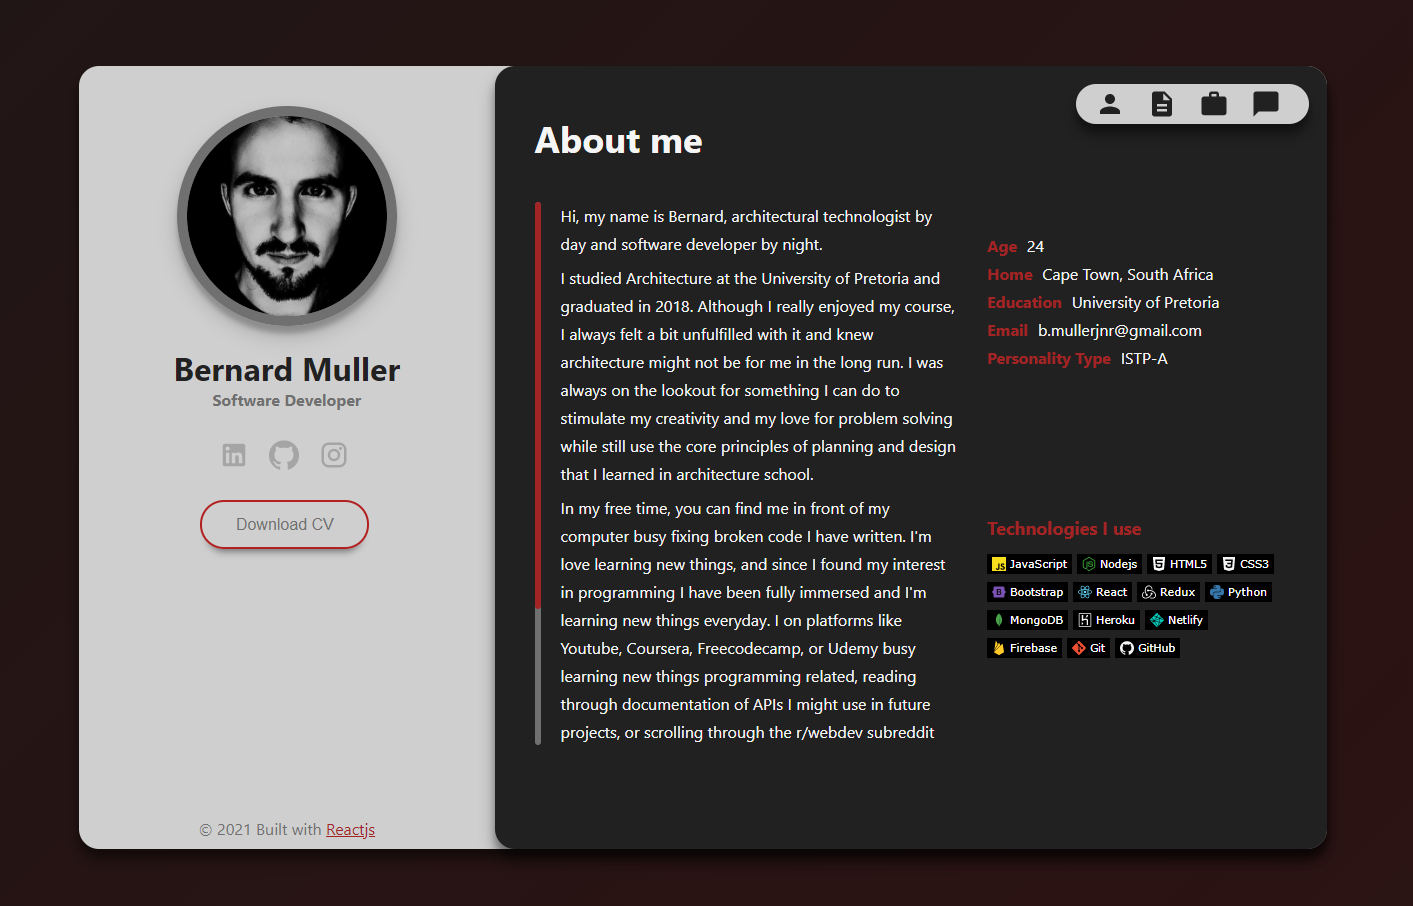 Bernard Muller
Software Developer
Download CV
© 2021 Built with Reactjs
About me
Hi, my name is Bernard, architectural technologist by
day and software developer by night.
I studied Architecture at the University of Pretoria and
graduated in 2018. Although I really enjoyed my course,
I always felt a bit unfulfilled with it and knew
architecture might not be for me in the long run. I was
always on the lookout for something I can do to
stimulate my creativity and my love for problem solving
while still use the core principles of planning and design
that I learned in architecture school.
In my free time, you can find me in front of my
computer busy fixing broken code I have written. I'm
love learning new things, and since I found my interest
in programming I have been fully immersed and I'm
learning new things everyday. I on platforms like
Youtube, Coursera, Freecodecamp, or Udemy busy
learning new things programming related, reading
through documentation of APIs I might use in future
projects, or scrolling through the r/webdev subreddit
Age 24
Home Cape Town, South Africa
Education University of Pretoria
Email b.mullerjnr@gmail.com
Personality Type ISTP-A
Technologies I use
JS JavaScript Nodejs HTML5 CSS3
B Bootstrap React Redux Python
MongoDB Heroku Netlify
Firebase Git GitHub